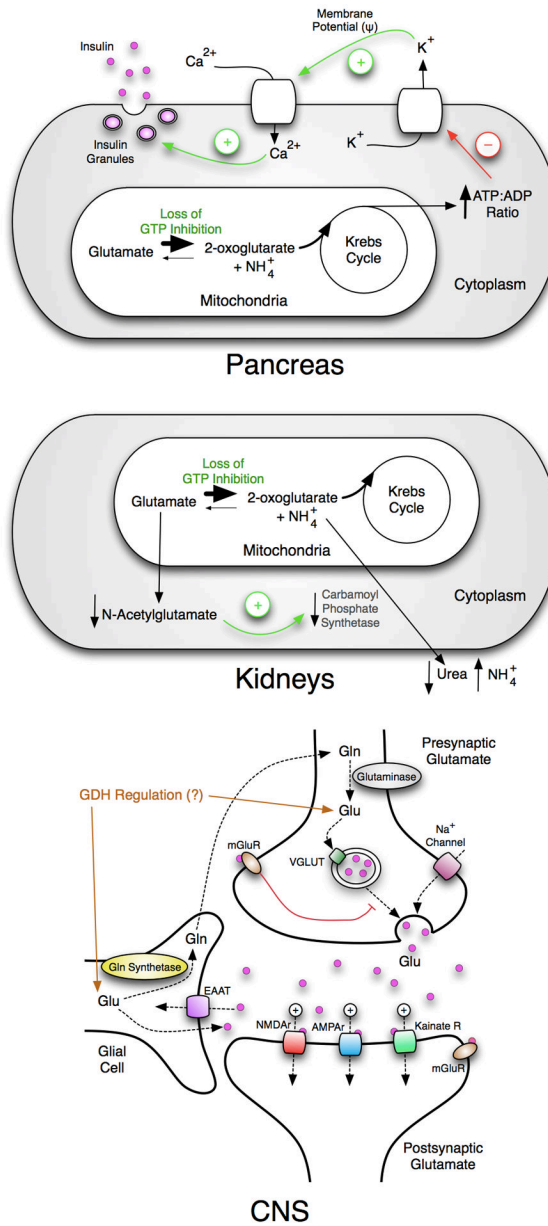 Insulin
Membrane
Potential (ψ)
K+
Ca2+
+
Insulin
Granules
+
Ca2+
K+
−
ATP:ADP
Ratio
Loss of
GTP Inhibition
Glutamate
2-oxoglutarate
+ NH4+
Krebs
Cycle
Mitochondria
Cytoplasm
Pancreas
Loss of
GTP Inhibition
Glutamate
2-oxoglutarate
+ NH4+
Krebs
Cycle
Mitochondria
N-Acetylglutamate
+
Carbamoyl
Phosphate
Synthetase
Cytoplasm
Urea
NH4+
Kidneys
Gln
Presynaptic
Glutamate
Glutaminase
GDH Regulation (?)
Glu
Na+
Channel
mGluR
VGLUT
Gln
Glu
Gln Synthetase
EAAT
Glu
+
+
+
NMDAr
AMPAr
Kainate R
Glial
Cell
mGluR
Postsynaptic
Glutamate
CNS